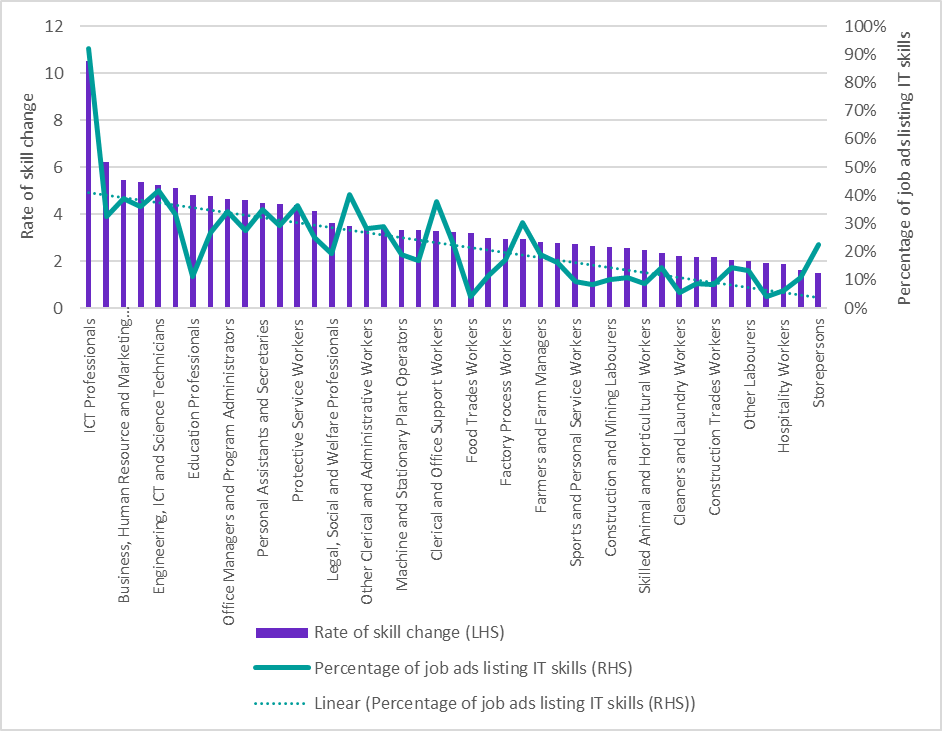 12
10
8
6
4
2
0
Rate of skill change
100%
90%
80%
70%
60%
50%
40%
30%
20%
10%
0%
Percentage of job ads listing IT skills
ICT Professionals
Business, Human Resource and Marketing…
Engineering, ICT and Science Technicians
Education Professionals
Office Managers and Program Administrators
Personal Assistants and Secretaries
Protective Service Workers
Legal, Social and Welfare Professionals
Other Clerical and Administrative Workers
Machine and Stationary Plant Operators
Clerical and Office Support Workers
Food Trades Workers
Factory Process Workers
Farmers and Farm Managers
Sports and Personal Service Workers
Construction and Mining Labourers
Skilled Animal and Horticultural Workers
Cleaners and Laundry Workers
Construction Trades Workers
Other Labourers
Hospitality Workers
Storepersons
Rate of skill change (LHS)
Percentage of job ads listing IT skills (RHS)
Linear (Percentage of job ads listing IT skills (RHS))